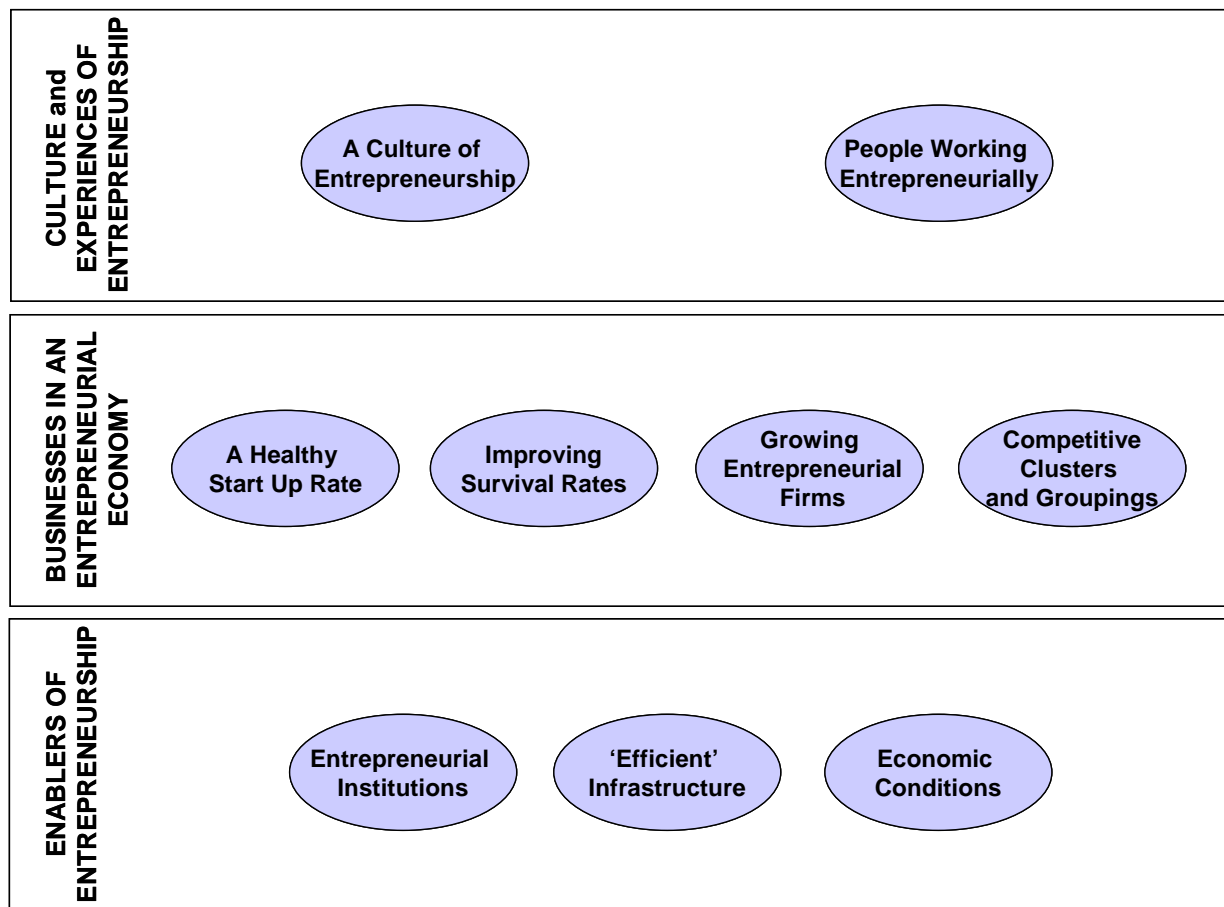 CULTURE and
EXPERIENCES OF
ENTREPRENEURSHIP
A Culture of
Entrepreneurship
People Working
Entrepreneurially
BUSINESSES IN AN
ENTREPRENEURIAL
ECONOMY
A Healthy
Start Up Rate
Improving
Survival Rates
Growing
Entrepreneurial
Firms
Competitive
Clusters
and Groupings
ENABLERS OF
ENTREPRENEURSHIP
Entrepreneurial
Institutions
‘Efficient’
Infrastructure
Economic
Conditions